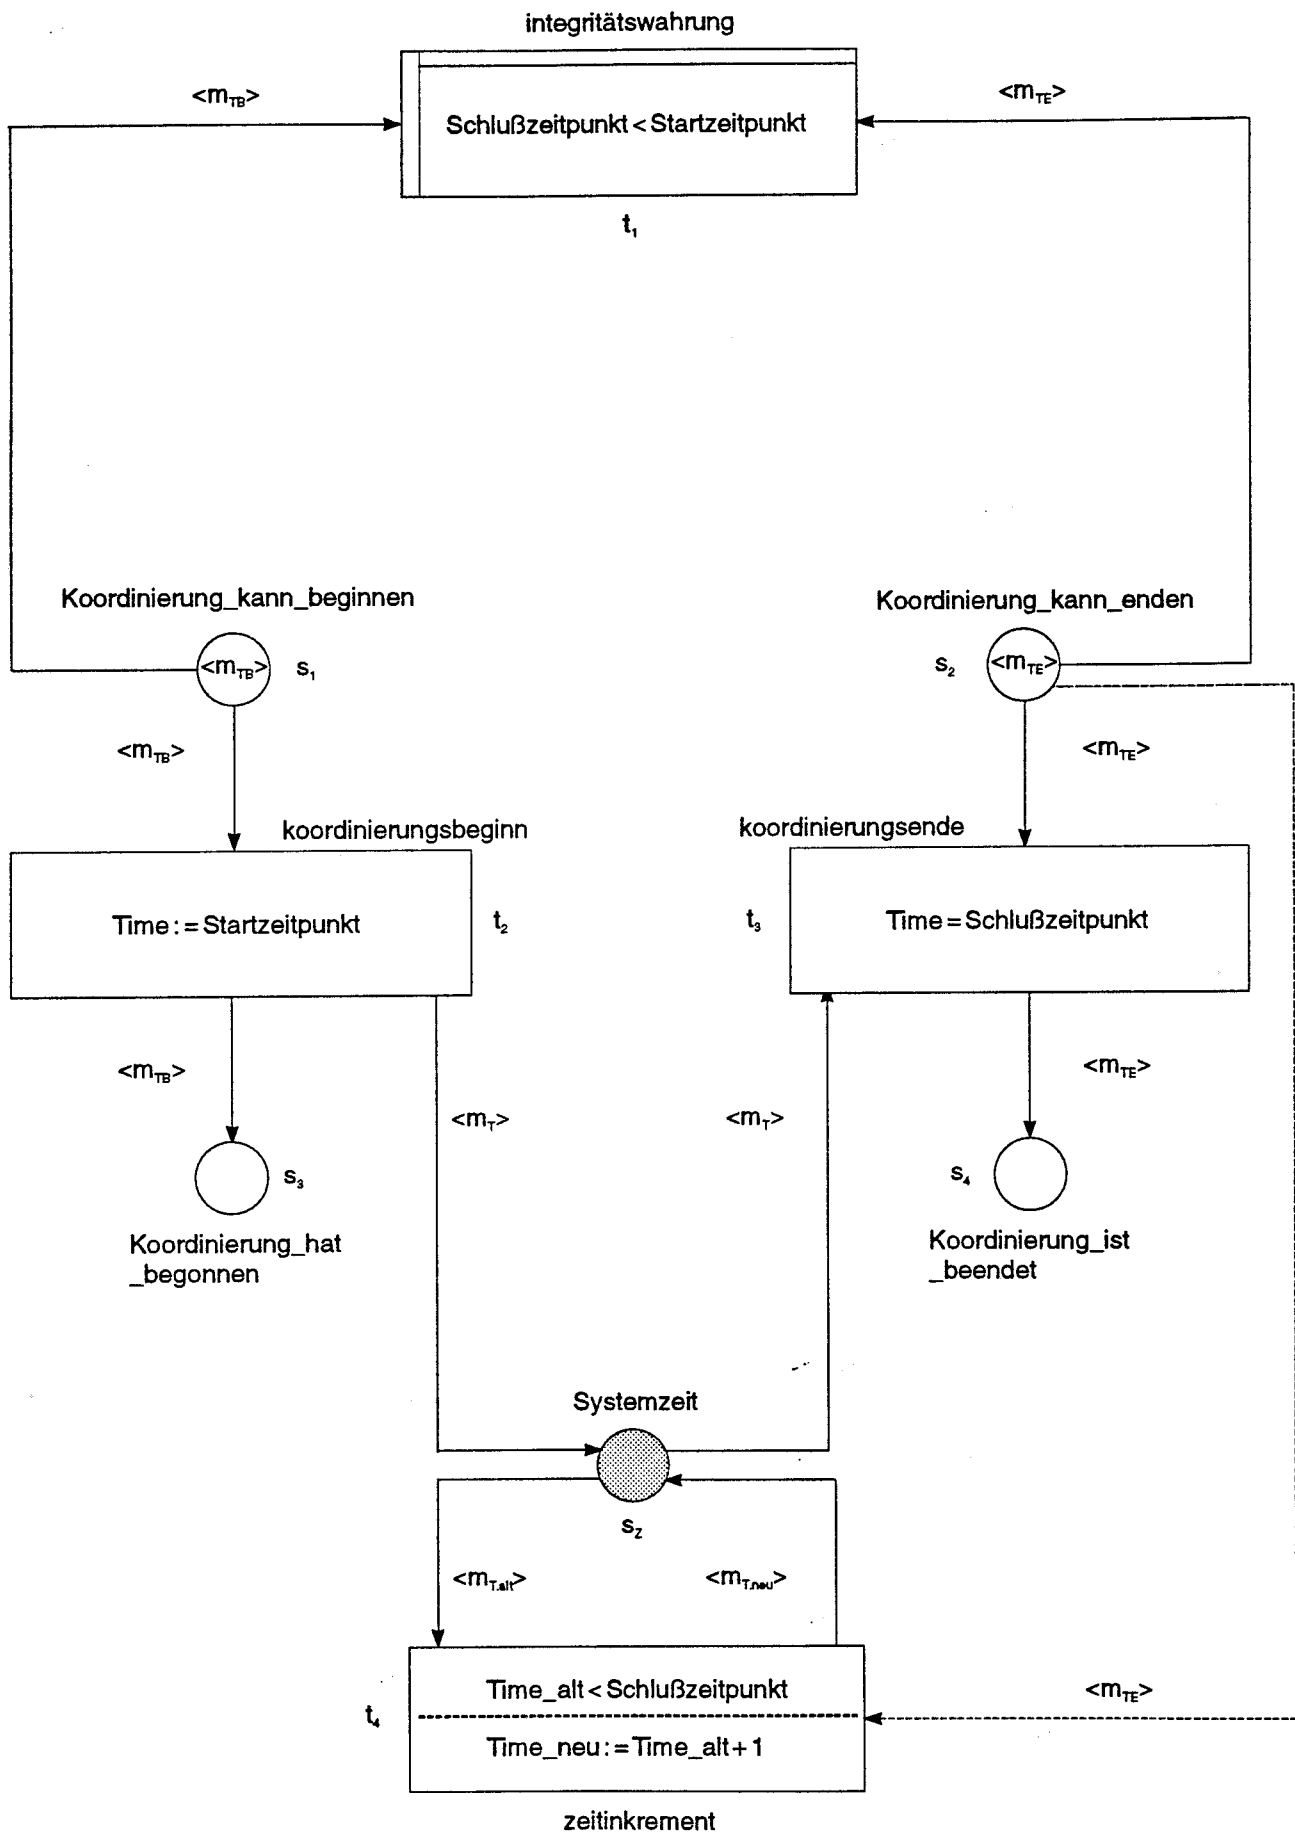 integritätswahrung
<m_TB>
<m_TE>
Schlußzeitpunkt < Startzeitpunkt
t_1
Koordinierung_kann_beginnen
Koordinierung_kann_enden
<m_TB>
s_1
s_2
<m_TE>
<m_TB>
<m_TE>
koordinierungsbeginn
koordinierungsende
Time := Startzeitpunkt
t_2
t_3
Time = Schlußzeitpunkt
<m_TB>
<m_TE>
<m_T>
<m_T>
s_3
s_4
Koordinierung_hat
_begonnen
Koordinierung_ist
_beendet
Systemzeit
s_Z
<m_T.alt>
<m_T.neu>
Time_alt < Schlußzeitpunkt
<m_TE>
t_4
Time_neu := Time_alt + 1
zeitinkrement